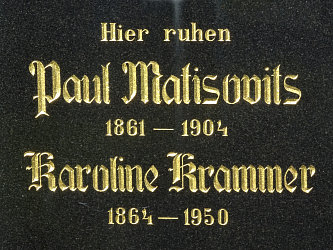 Hier ruhen
Paul Matisovits
1861 — 1904
Karoline Krammer
1864 — 1950